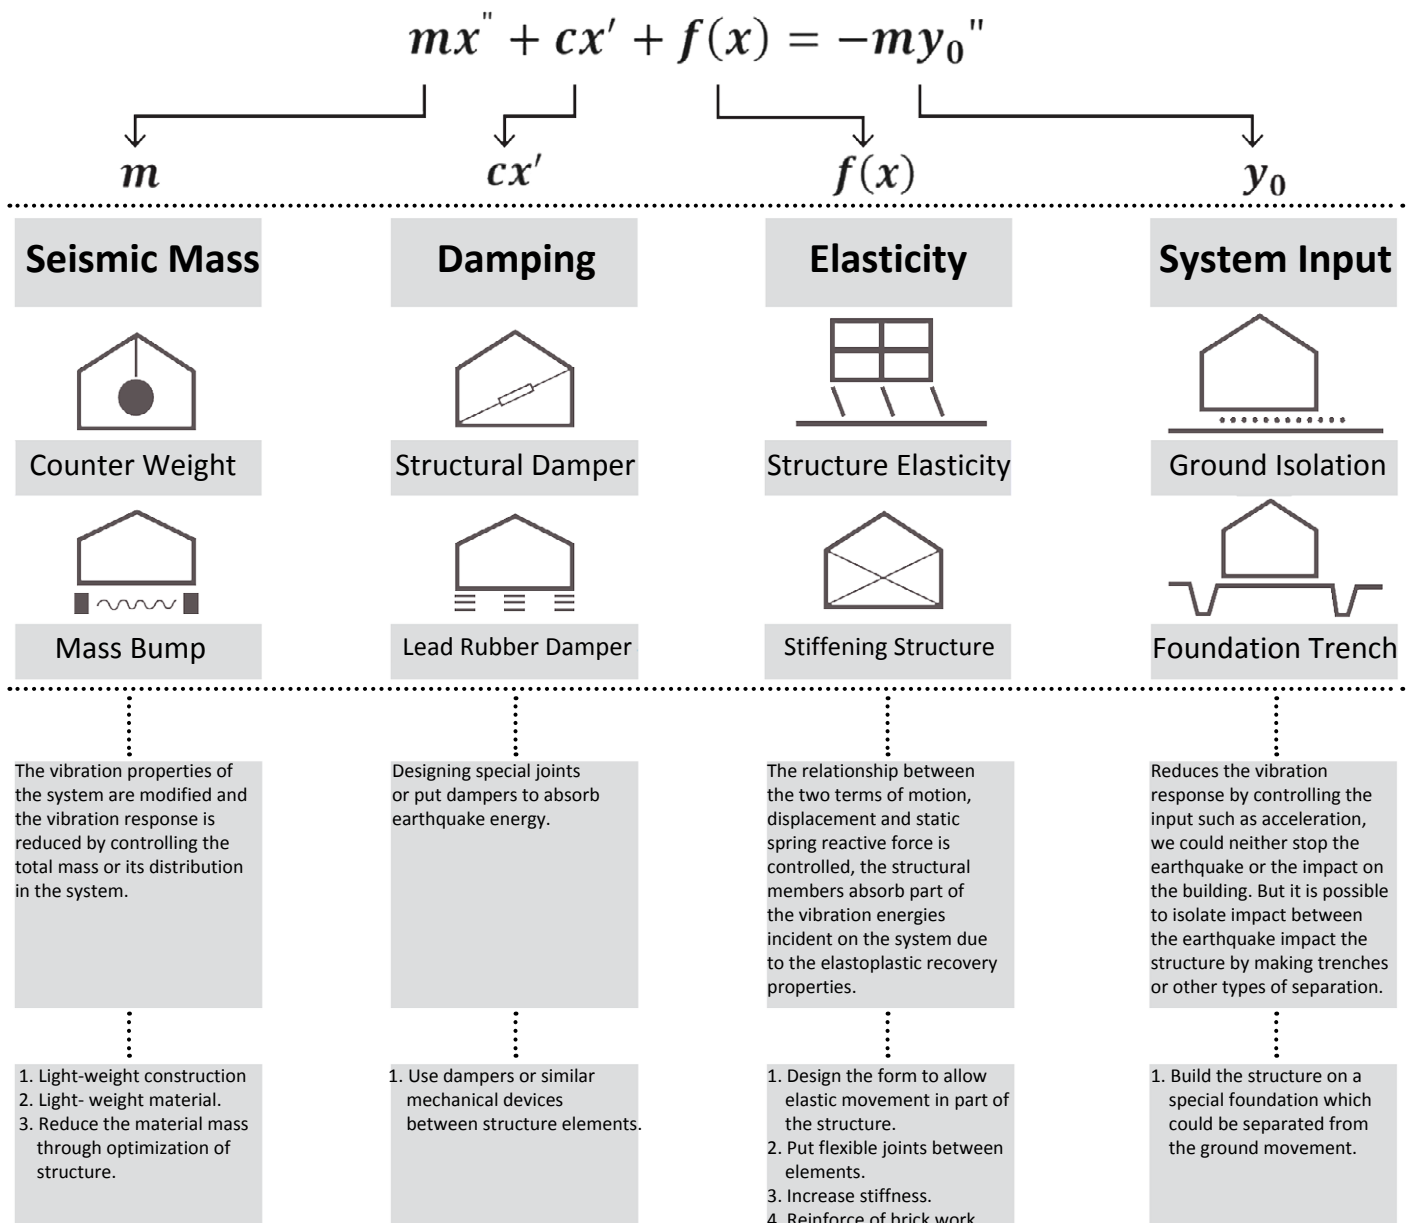 mx" + cx′ + f(x) = −my₀"
m
cx′
f(x)
y₀
Seismic Mass
Damping
Elasticity
System Input
Counter Weight
Structural Damper
Structure Elasticity
Ground Isolation
Mass Bump
Lead Rubber Damper
Stiffening Structure
Foundation Trench
The vibration properties of
the system are modified and
the vibration response is
reduced by controlling the
total mass or its distribution
in the system.
Designing special joints
or put dampers to absorb
earthquake energy.
The relationship between
the two terms of motion,
displacement and static
spring reactive force is
controlled, the structural
members absorb part of
the vibration energies
incident on the system due
to the elastoplastic recovery
properties.
Reduces the vibration
response by controlling the
input such as acceleration,
we could neither stop the
earthquake or the impact on
the building. But it is possible
to isolate impact between
the earthquake impact the
structure by making trenches
or other types of separation.
1. Light-weight construction
2. Light- weight material.
3. Reduce the material mass
through optimization of
structure.
1. Use dampers or similar
mechanical devices
between structure elements.
1. Design the form to allow
elastic movement in part of
the structure.
2. Put flexible joints between
elements.
3. Increase stiffness.
4. Reinforce of brick work
1. Build the structure on a
special foundation which
could be separated from
the ground movement.